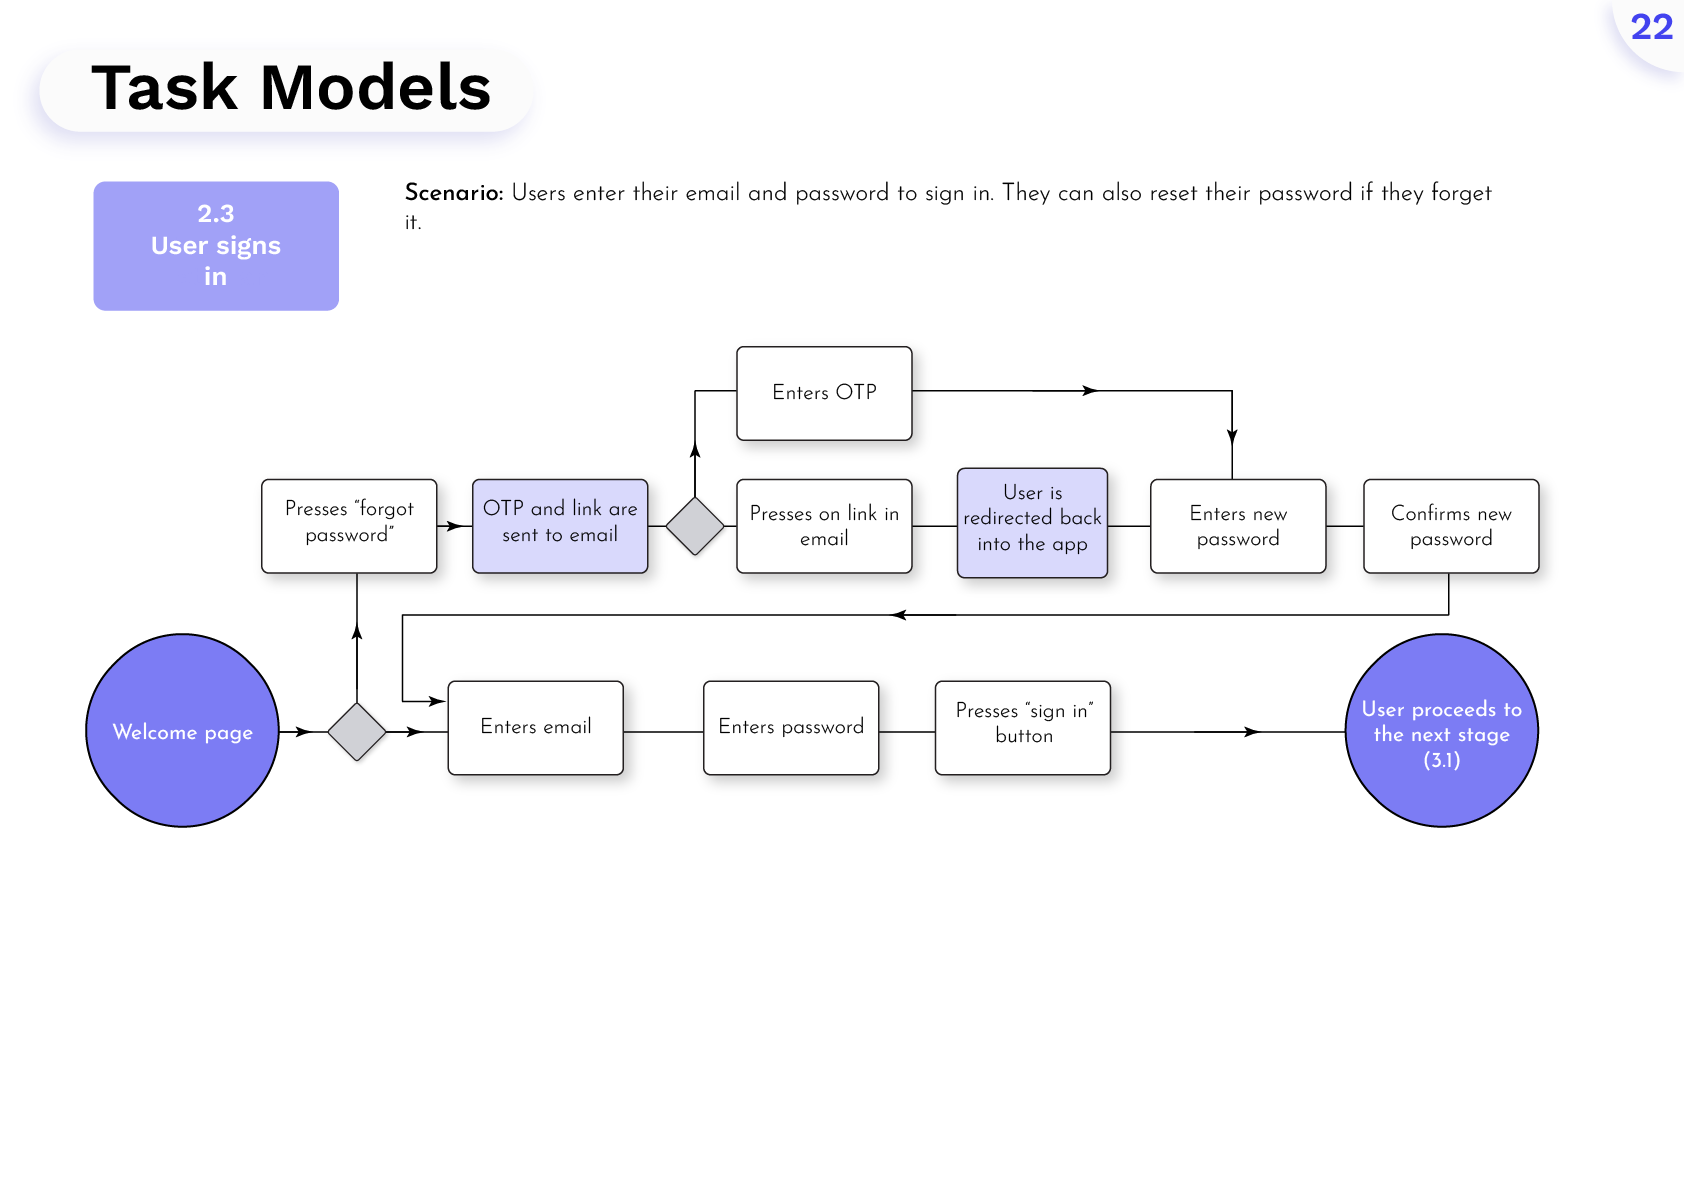 22
Task Models
2.3
User signs
in
Scenario: Users enter their email and password to sign in. They can also reset their password if they forget
it.
Enters OTP
Presses “forgot
password”
OTP and link are
sent to email
Presses on link in
email
User is
redirected back
into the app
Enters new
password
Confirms new
password
Welcome page
Enters email
Enters password
Presses “sign in”
button
User proceeds to
the next stage
(3.1)